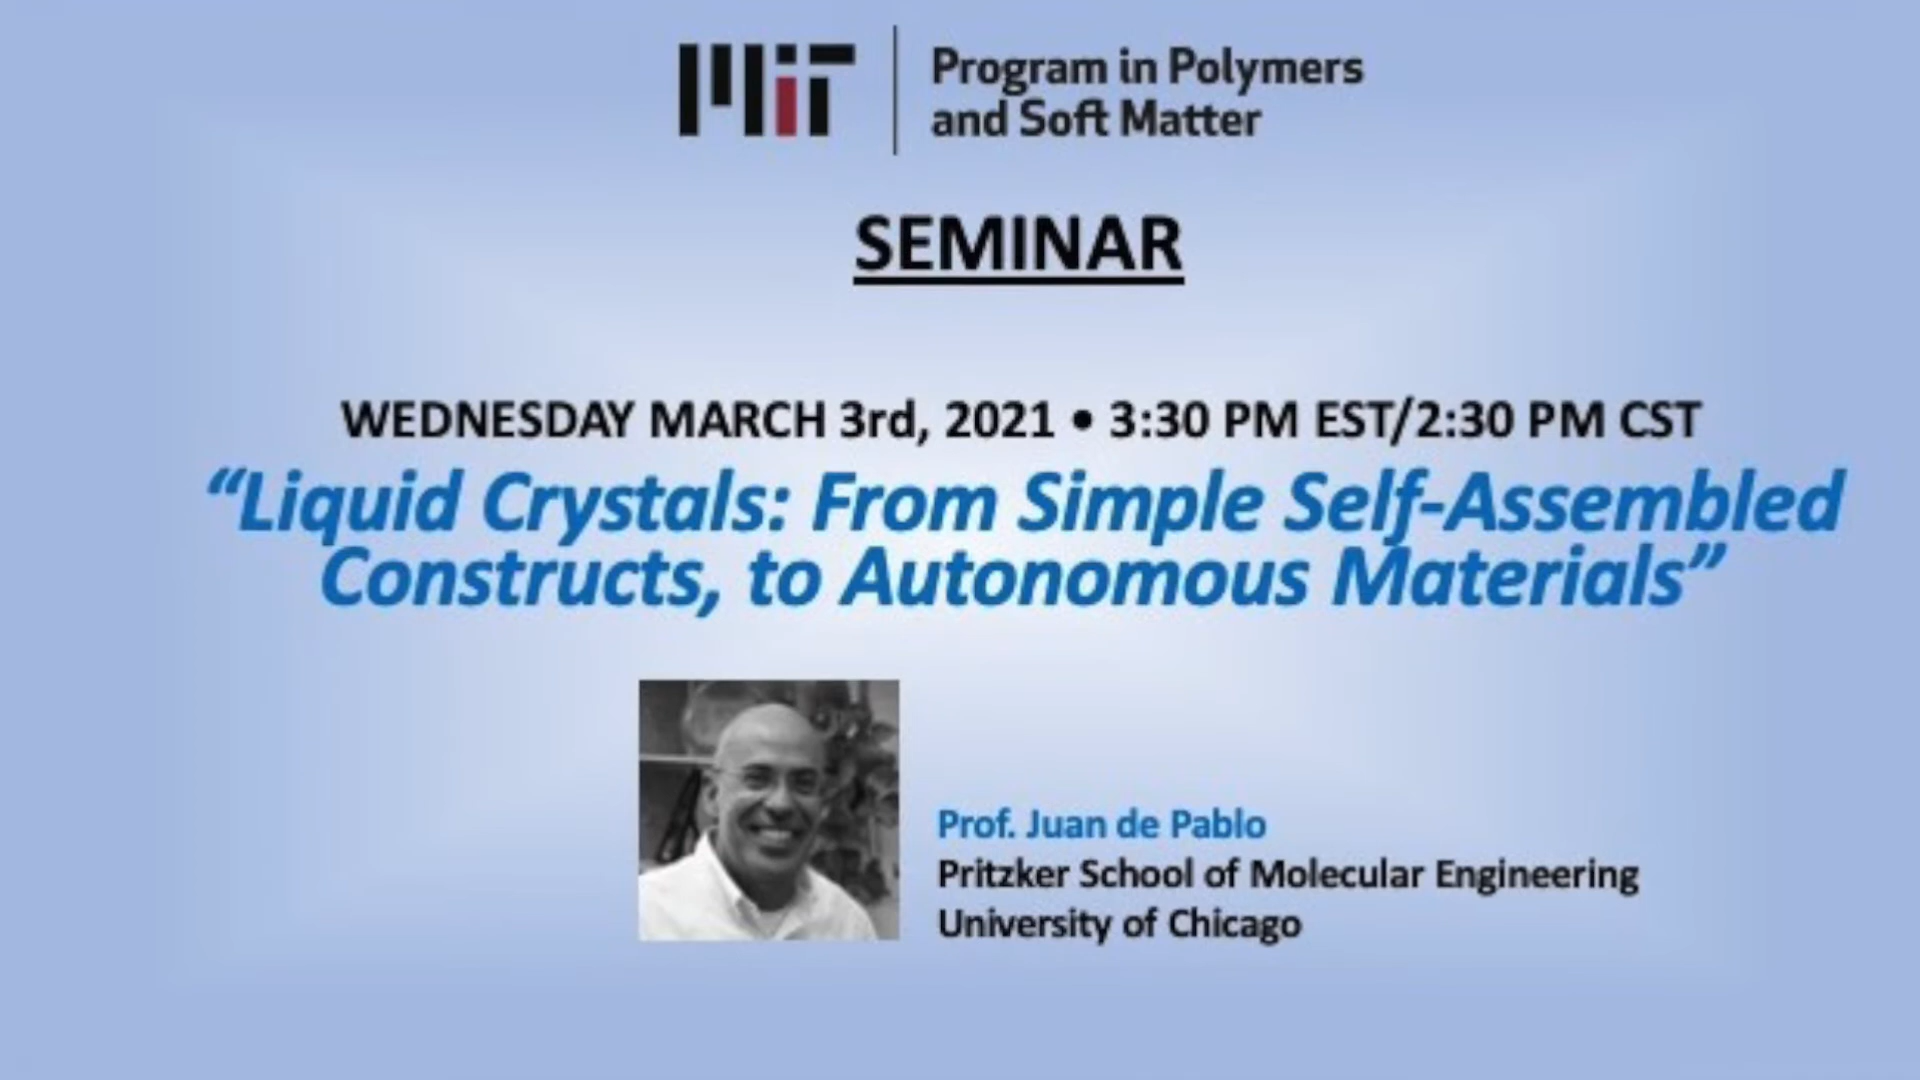 MIT
Program in Polymers
and Soft Matter
SEMINAR
WEDNESDAY MARCH 3rd, 2021 • 3:30 PM EST/2:30 PM CST
“Liquid Crystals: From Simple Self-Assembled
Constructs, to Autonomous Materials”
Prof. Juan de Pablo
Pritzker School of Molecular Engineering
University of Chicago